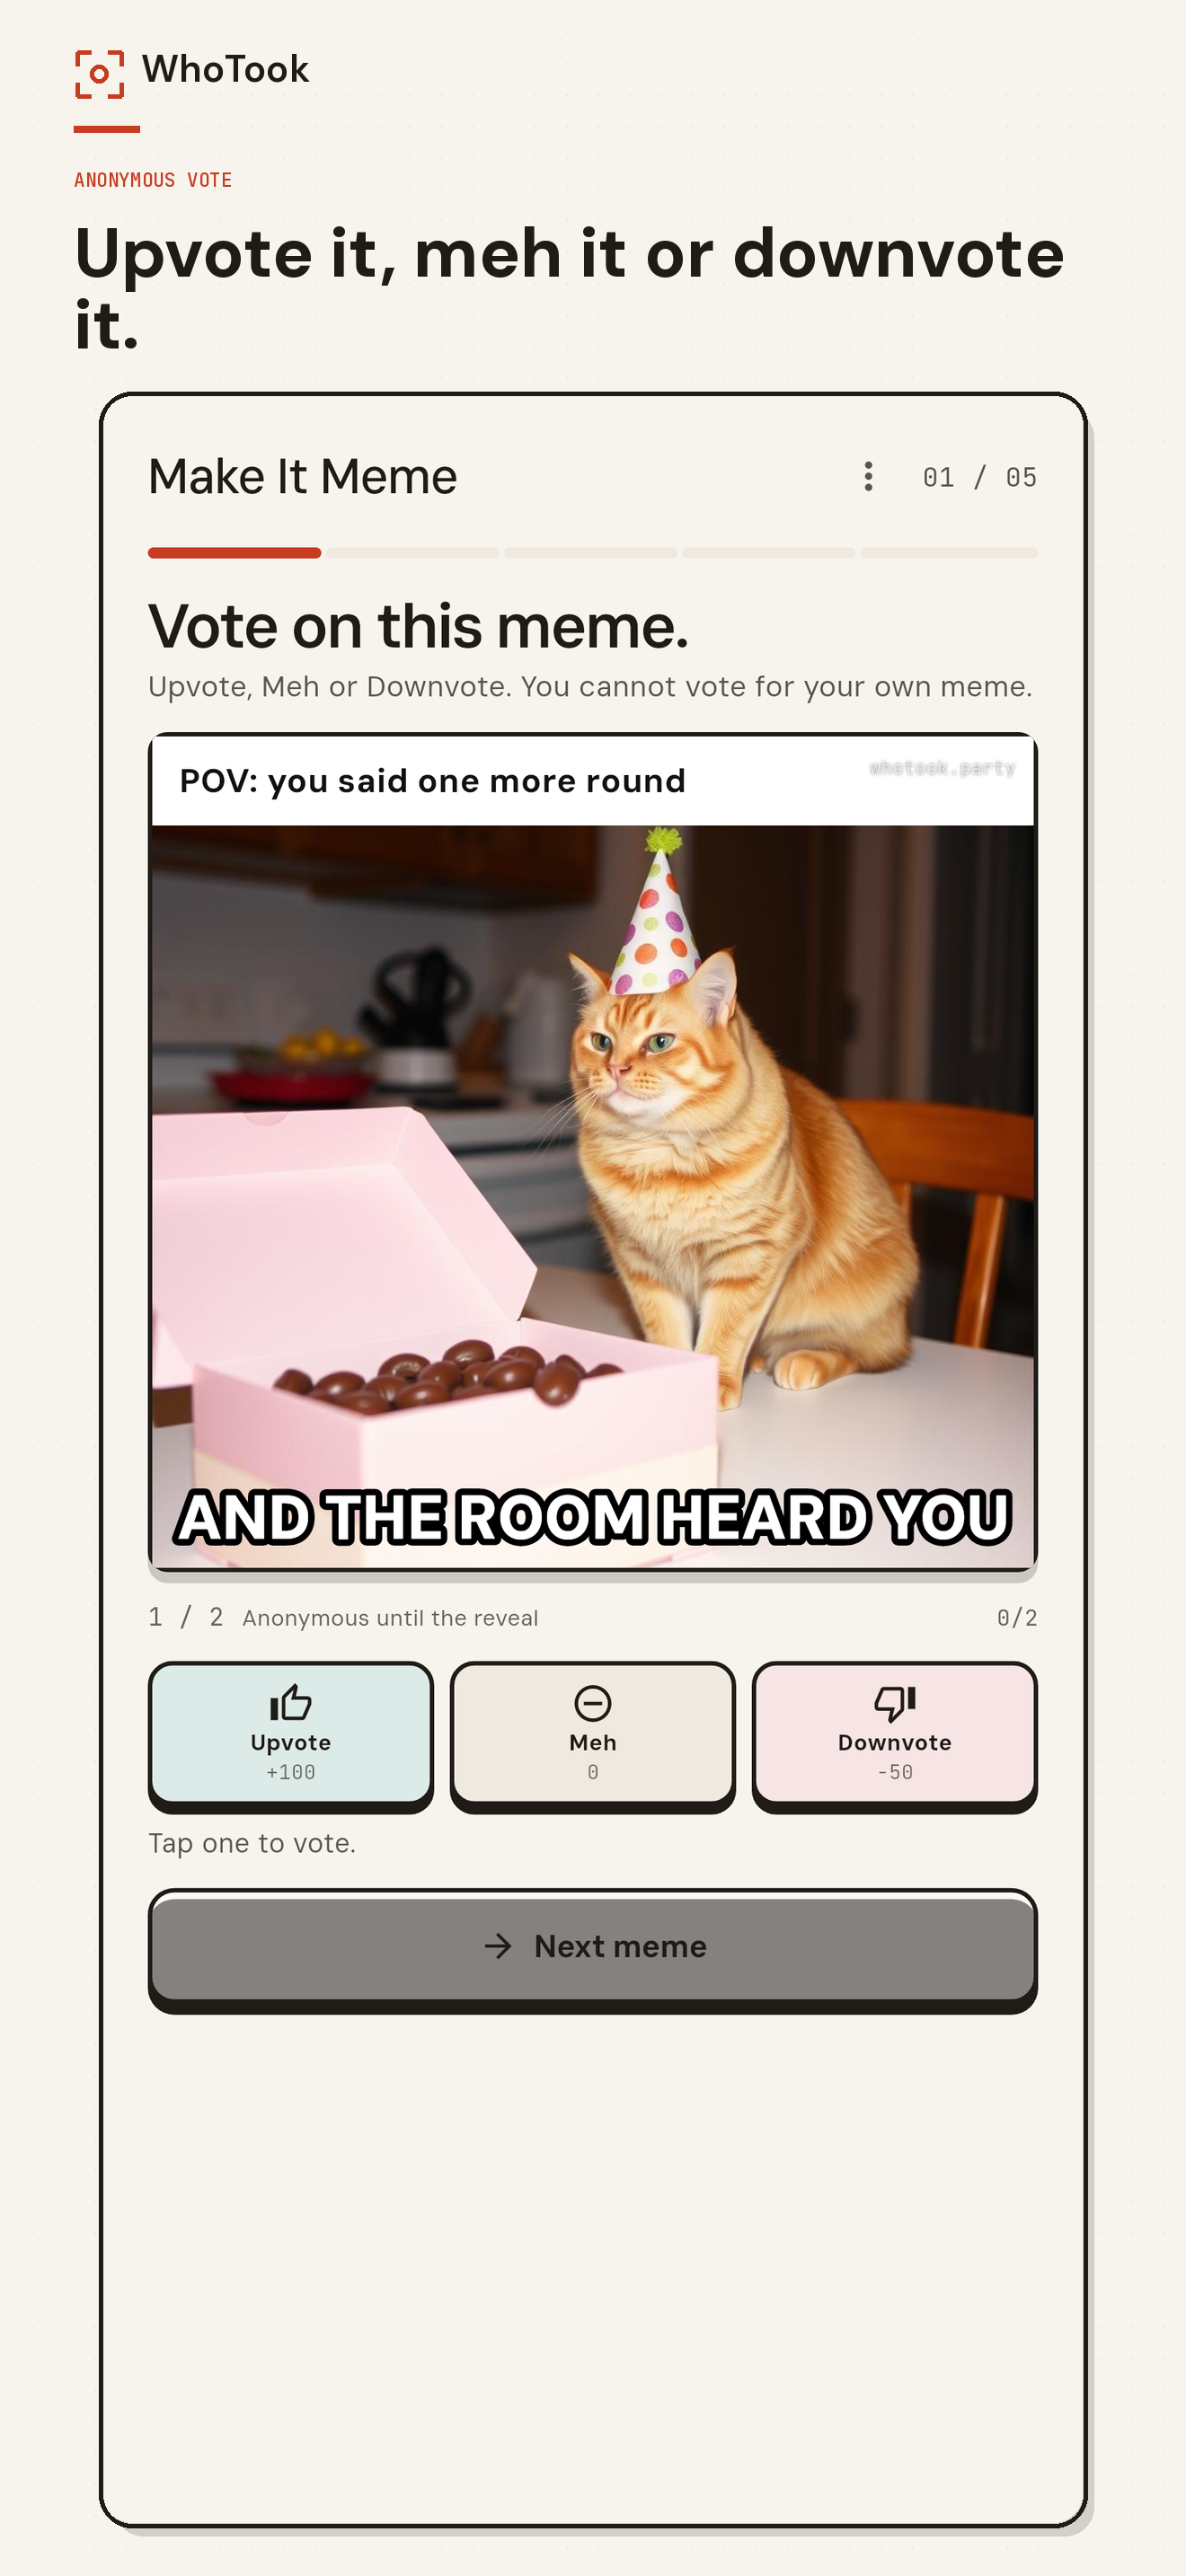 WhoTook
ANONYMOUS VOTE
Upvote it, meh it or downvote
it.
Make It Meme
01 / 05
Vote on this meme.
Upvote, Meh or Downvote. You cannot vote for your own meme.
POV: you said one more round
whotook.party
AND THE ROOM HEARD YOU
1 / 2 Anonymous until the reveal
0/2
Upvote
+100
Meh
0
Downvote
-50
Tap one to vote.
Next meme